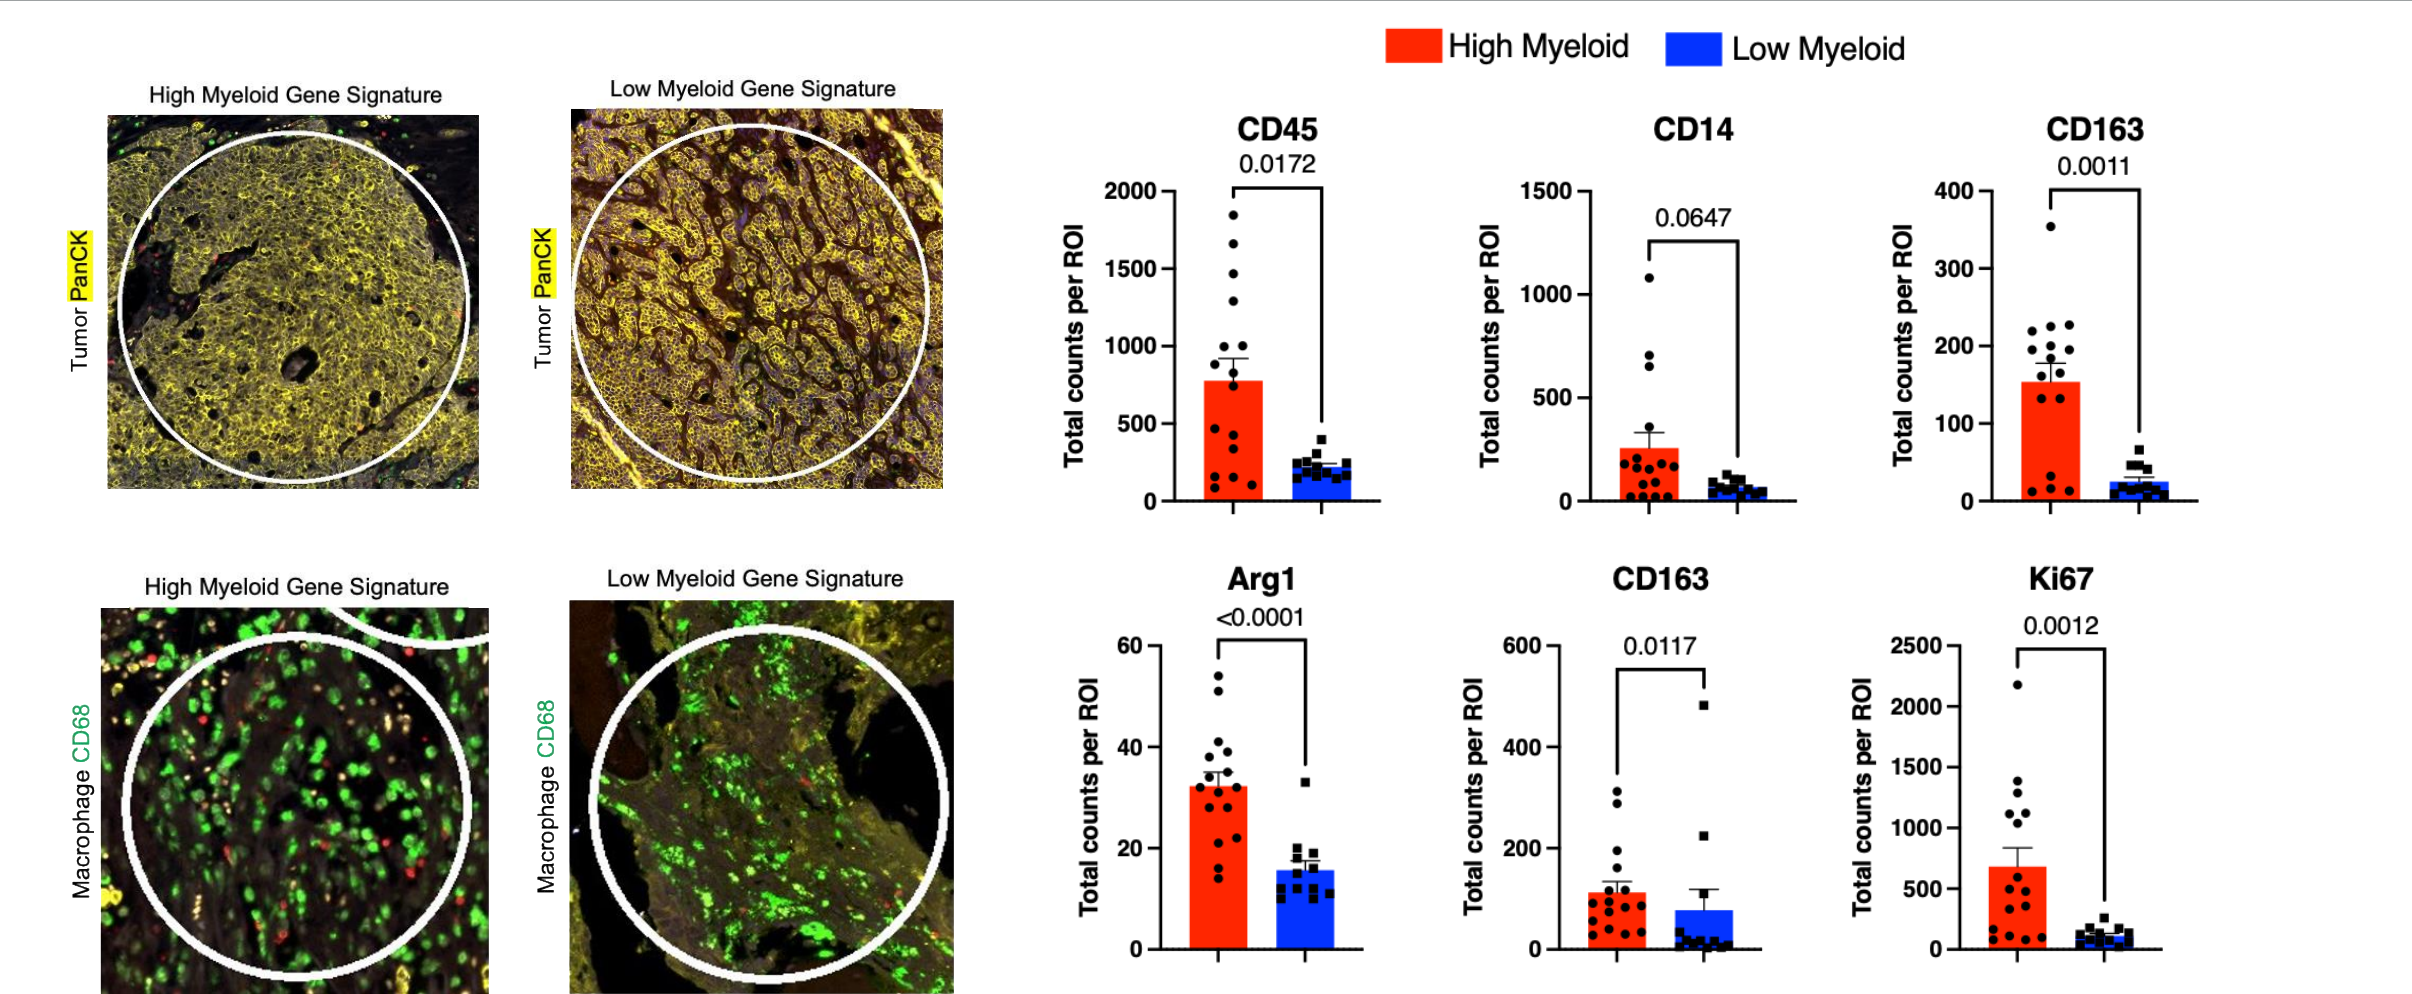 High Myeloid
Low Myeloid
High Myeloid Gene Signature
Low Myeloid Gene Signature
Tumor PanCK
Tumor PanCK
CD45
0.0172
Total counts per ROI
2000
1500
1000
500
0
CD14
0.0647
Total counts per ROI
1500
1000
500
0
CD163
0.0011
Total counts per ROI
400
300
200
100
0
High Myeloid Gene Signature
Low Myeloid Gene Signature
Macrophage CD68
Macrophage CD68
Arg1
<0.0001
Total counts per ROI
60
40
20
0
CD163
0.0117
Total counts per ROI
600
400
200
0
Ki67
0.0012
Total counts per ROI
2500
2000
1500
1000
500
0